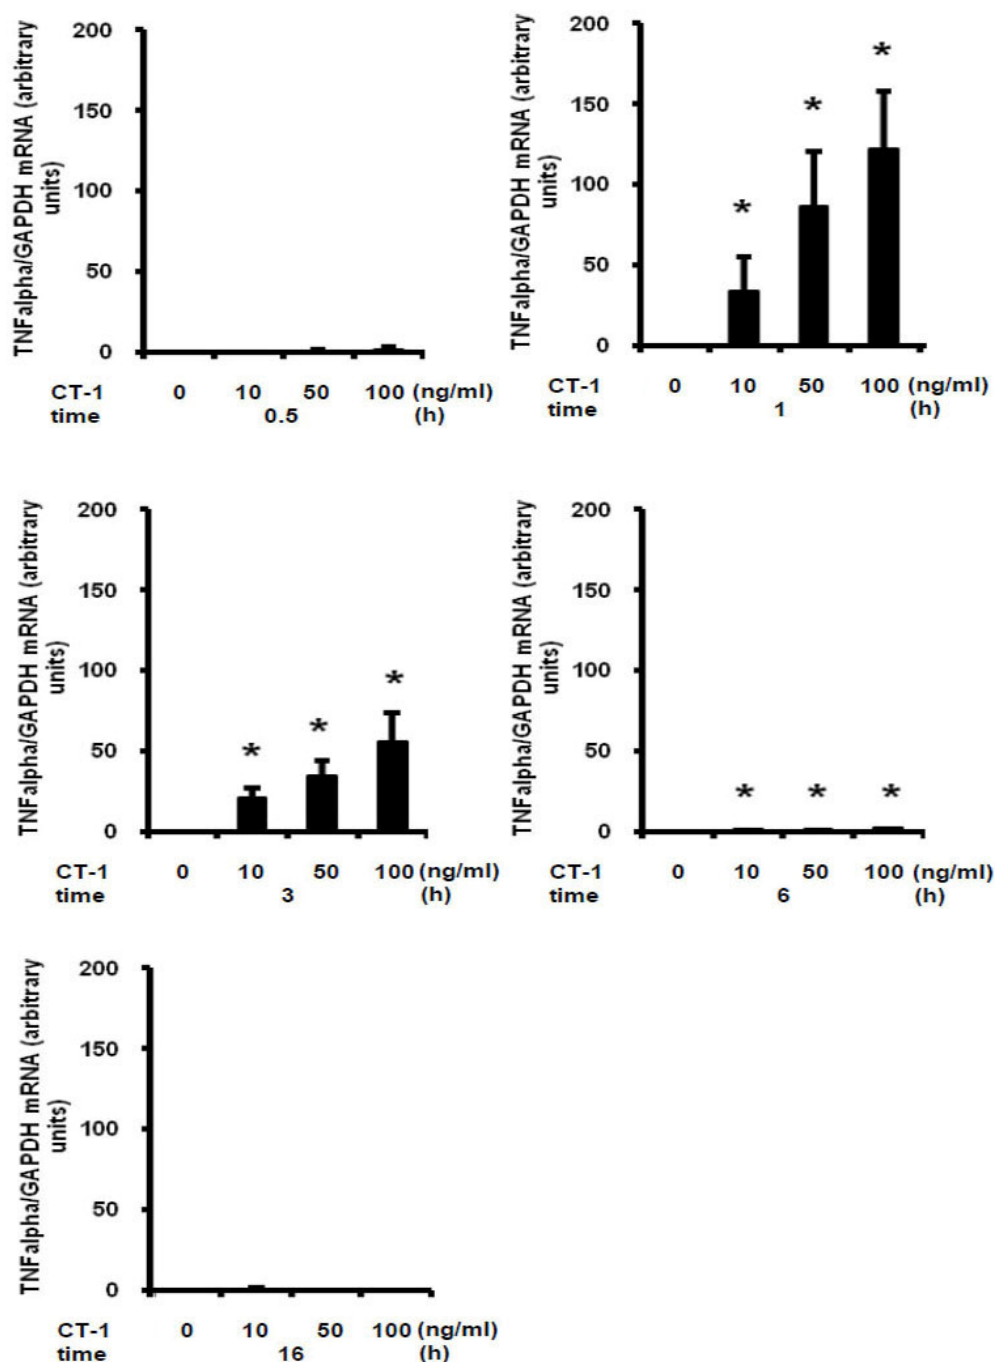 TNFalpha/GAPDH mRNA (arbitrary
units)
200
150
100
50
0
CT-1 0 10 50 100 (ng/ml)
time 0.5 (h)
TNFalpha/GAPDH mRNA (arbitrary
units)
200
150
100
50
0
* * *
CT-1 0 10 50 100 (ng/ml)
time 1 (h)
TNFalpha/GAPDH mRNA (arbitrary
units)
200
150
100
50
0
* * *
CT-1 0 10 50 100 (ng/ml)
time 3 (h)
TNFalpha/GAPDH mRNA (arbitrary
units)
200
150
100
50
0
* * *
CT-1 0 10 50 100 (ng/ml)
time 6 (h)
TNFalpha/GAPDH mRNA (arbitrary
units)
200
150
100
50
0
CT-1 0 10 50 100 (ng/ml)
time 16 (h)